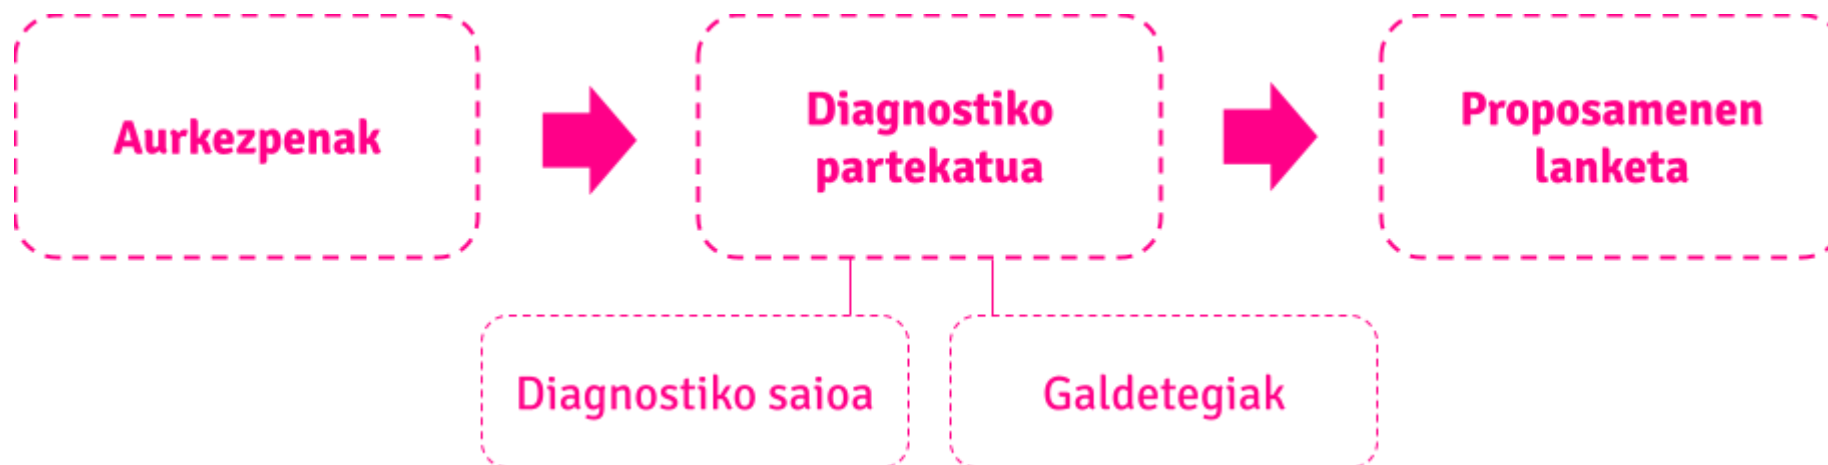 Aurkezpenak
Diagnostiko
partekatua
Proposamenen
lanketa
Diagnostiko saioa
Galdetegiak